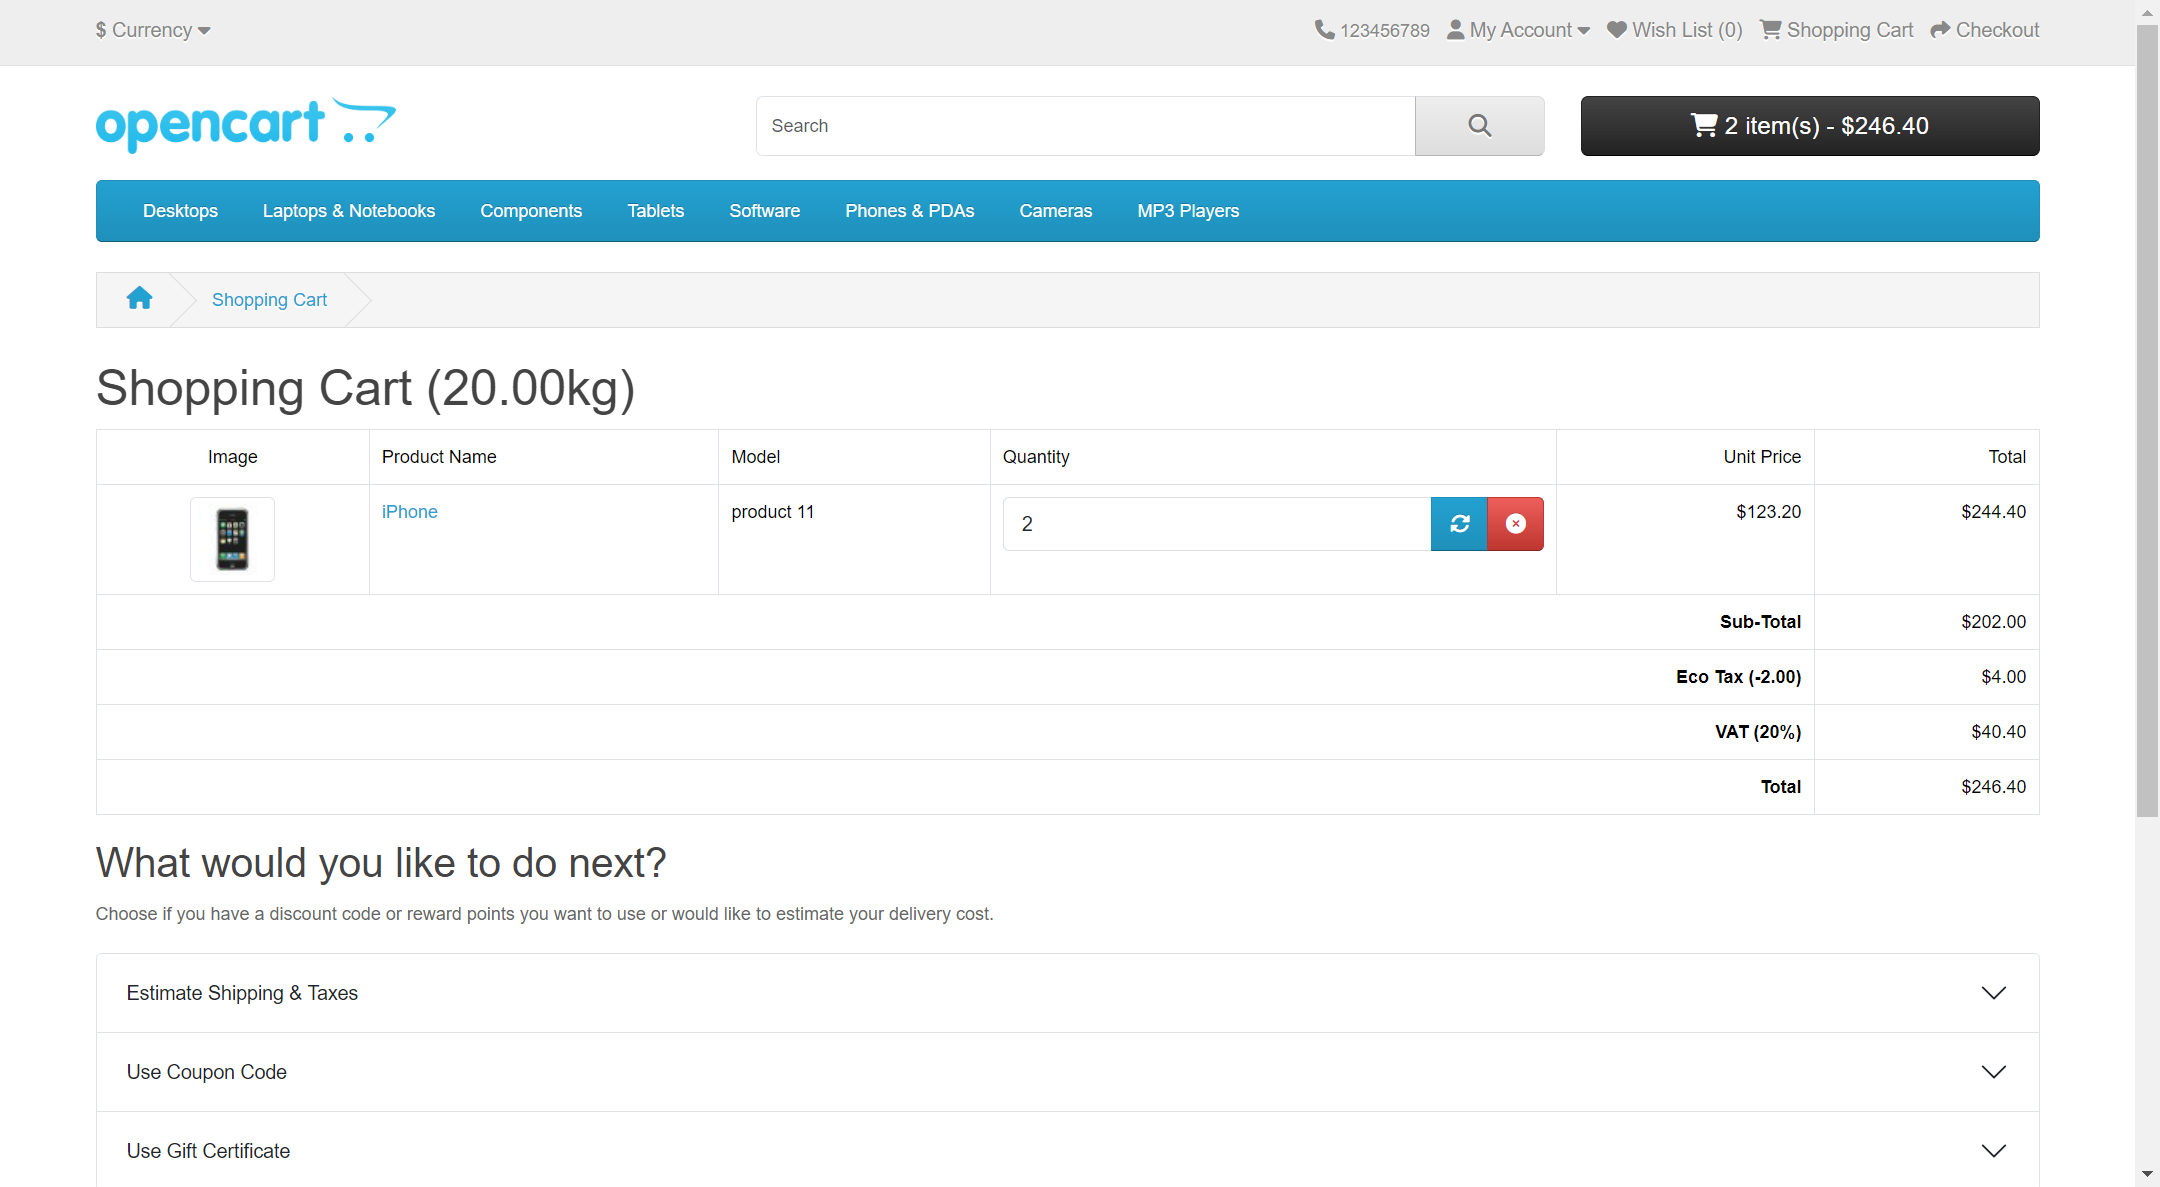 $ Currency
123456789 My Account Wish List (0) Shopping Cart Checkout
opencart
Search
2 item(s) - $246.40
Desktops Laptops & Notebooks Components Tablets Software Phones & PDAs Cameras MP3 Players
Shopping Cart
Shopping Cart (20.00kg)
Image Product Name Model Quantity Unit Price Total
iPhone product 11 2 $123.20 $244.40
Sub-Total $202.00
Eco Tax (-2.00) $4.00
VAT (20%) $40.40
Total $246.40
What would you like to do next?
Choose if you have a discount code or reward points you want to use or would like to estimate your delivery cost.
Estimate Shipping & Taxes
Use Coupon Code
Use Gift Certificate